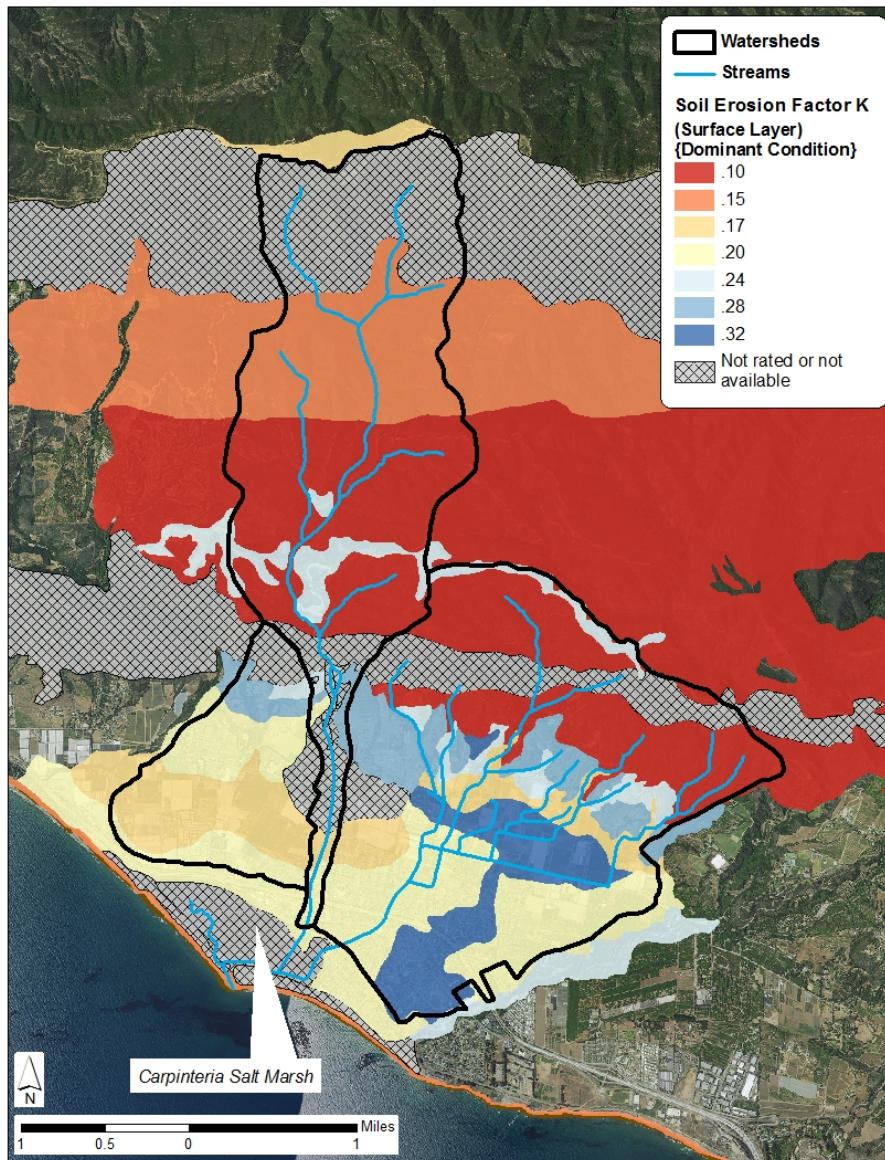 Watersheds
Streams
Soil Erosion Factor K
(Surface Layer)
{Dominant Condition}
.10
.15
.17
.20
.24
.28
.32
Not rated or not
available
Carpinteria Salt Marsh
N
Miles
1 0.5 0 1